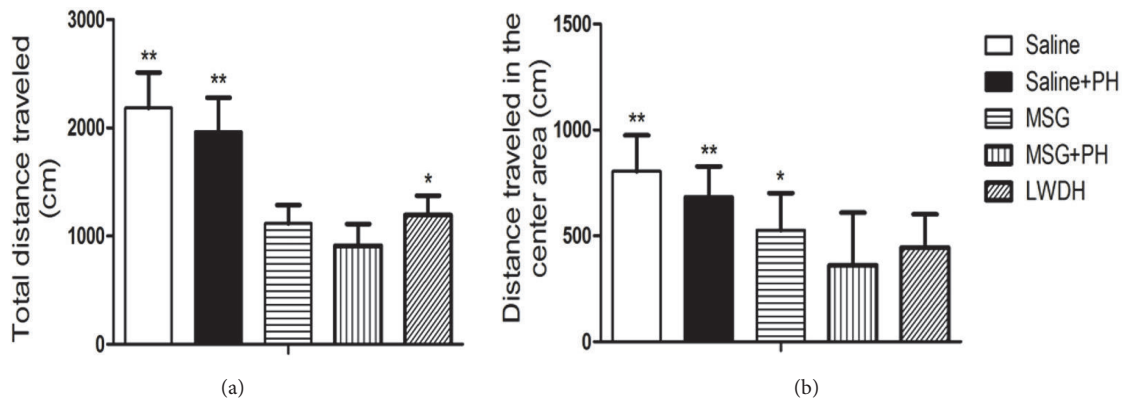 Total distance traveled
(cm)
3000
2000
1000
0
**
**
*
(a)
Distance traveled in the
center area (cm)
1500
1000
500
0
**
**
*
(b)
Saline
Saline+PH
MSG
MSG+PH
LWDH